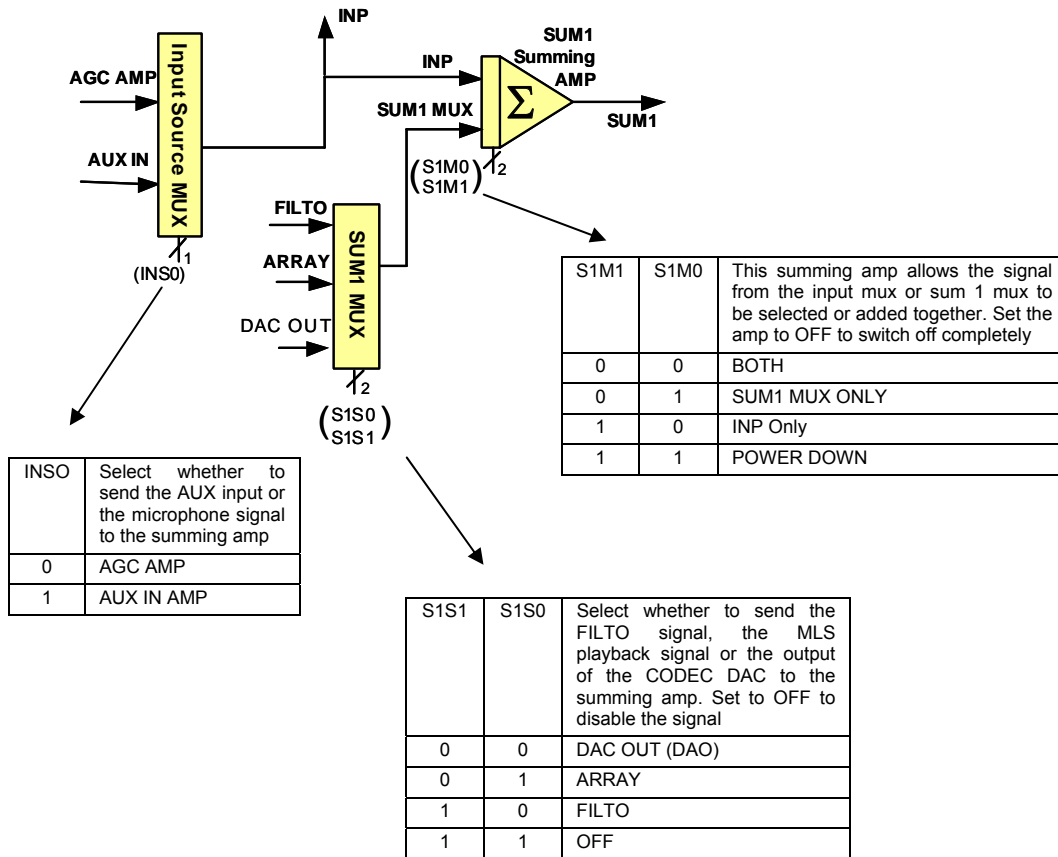 INP
SUM1
Summing
AMP
AGC AMP
AUX IN
Input Source MUX
INP
SUM1 MUX
Σ
SUM1
(S1M0
S1M1)
2
1
(INS0)
FILTO
ARRAY
DAC OUT
SUM1 MUX
2
(S1S0
S1S1)
S1M1 S1M0 This summing amp allows the signal
from the input mux or sum 1 mux to
be selected or added together. Set the
amp to OFF to switch off completely
0 0 BOTH
0 1 SUM1 MUX ONLY
1 0 INP Only
1 1 POWER DOWN
INSO Select whether to
send the AUX input or
the microphone signal
to the summing amp
0 AGC AMP
1 AUX IN AMP
S1S1 S1S0 Select whether to send the
FILTO signal, the MLS
playback signal or the output
of the CODEC DAC to the
summing amp. Set to OFF to
disable the signal
0 0 DAC OUT (DAO)
0 1 ARRAY
1 0 FILTO
1 1 OFF